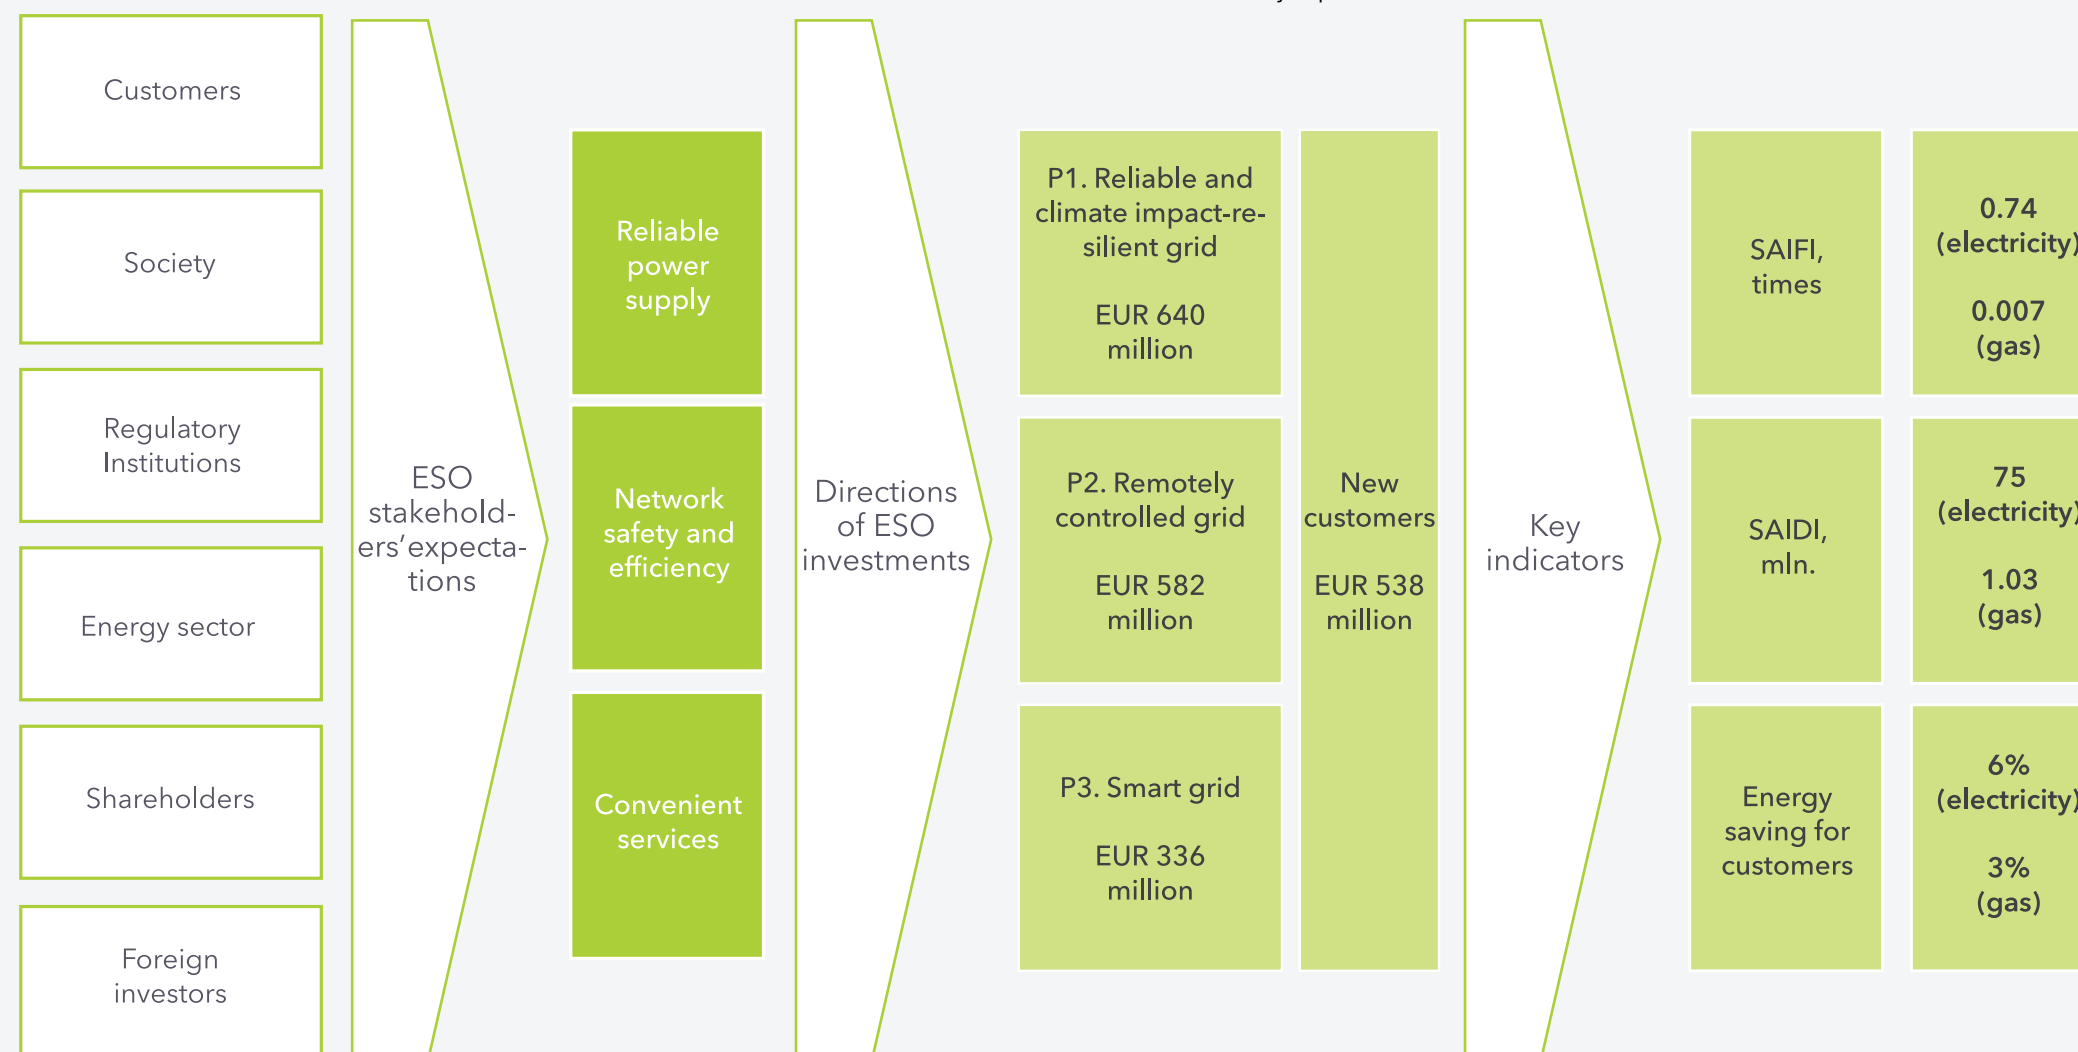 Customers
Society
Regulatory
Institutions
Energy sector
Shareholders
Foreign
investors
ESO
stakehold-
ers’expecta-
tions
Reliable
power
supply
Network
safety and
efficiency
Convenient
services
Directions
of ESO
investments
P1. Reliable and
climate impact-re-
silient grid
EUR 640
million
P2. Remotely
controlled grid
EUR 582
million
P3. Smart grid
EUR 336
million
New
customers
EUR 538
million
Key
indicators
SAIFI,
times
0.74
(electricity)
0.007
(gas)
SAIDI,
mln.
75
(electricity)
1.03
(gas)
Energy
saving for
customers
6%
(electricity)
3%
(gas)